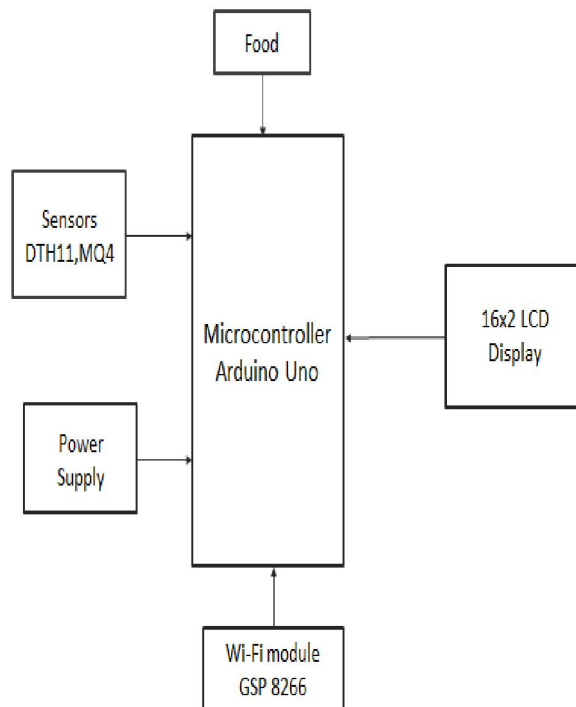 Food
Sensors
DTH11,MQ4
Microcontroller
Arduino Uno
16x2 LCD
Display
Power
Supply
Wi-Fi module
GSP 8266